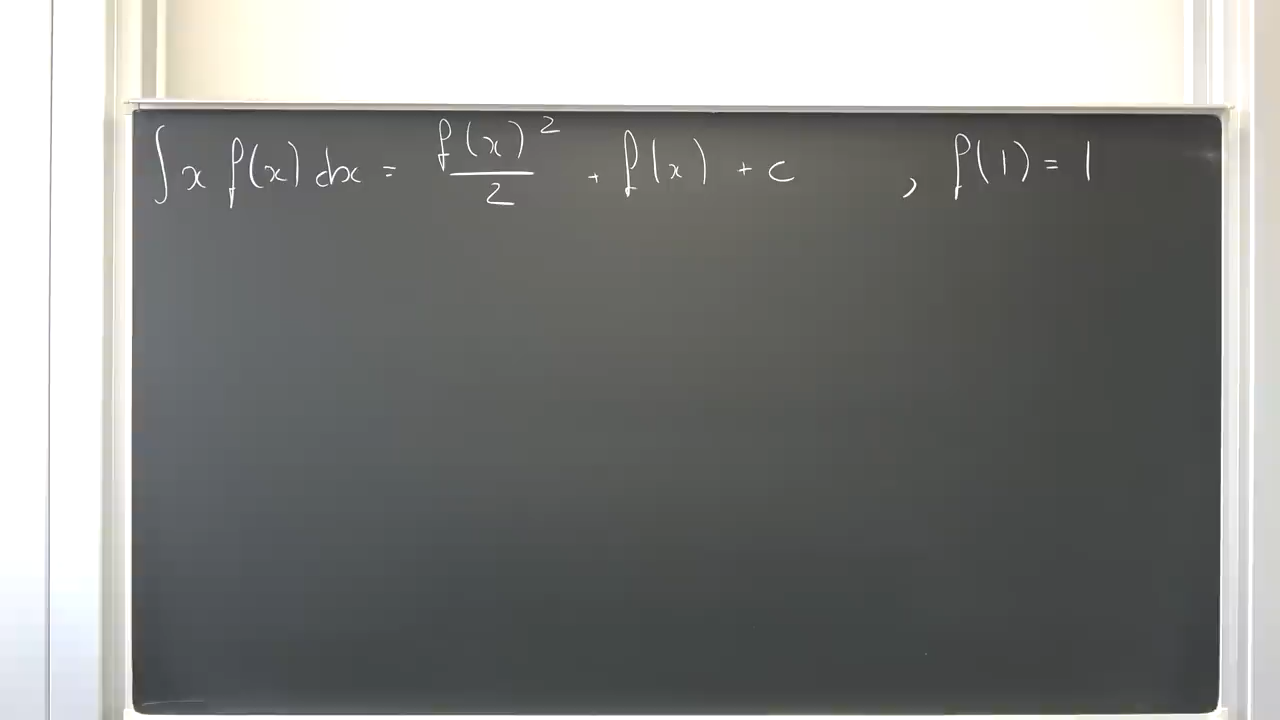 ∫ x f(x) dx = f(x)²/2 + f(x) + c , f(1) = 1